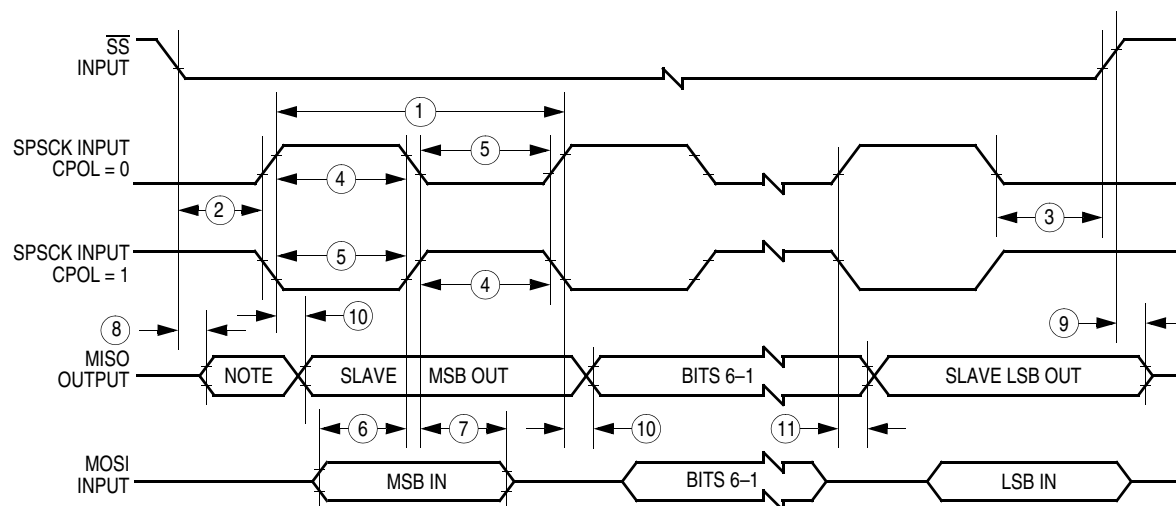 SS
INPUT
1
SPSCK INPUT
CPOL = 0
5
4
2
3
SPSCK INPUT
CPOL = 1
5
4
8
10
9
MISO
OUTPUT
NOTE
SLAVE
MSB OUT
BITS 6–1
SLAVE LSB OUT
6
7
10
11
MOSI
INPUT
MSB IN
BITS 6–1
LSB IN